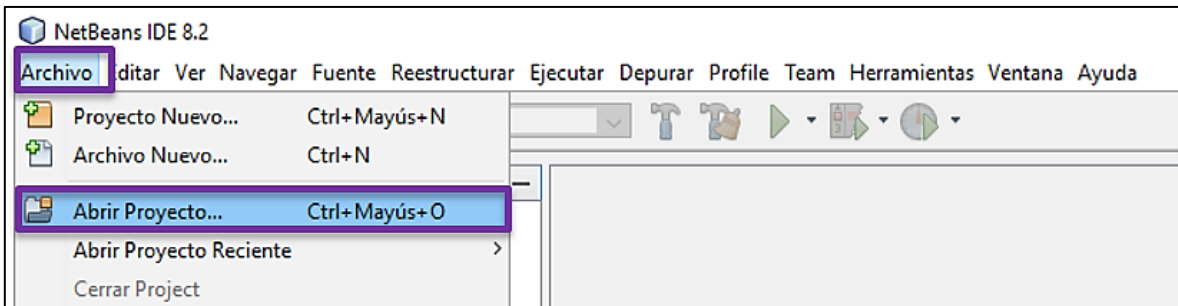 NetBeans IDE 8.2
Archivo Editar Ver Navegar Fuente Reestructurar Ejecutar Depurar Profile Team Herramientas Ventana Ayuda
Proyecto Nuevo... Ctrl+Mayús+N
Archivo Nuevo... Ctrl+N
Abrir Proyecto... Ctrl+Mayús+O
Abrir Proyecto Reciente
Cerrar Project